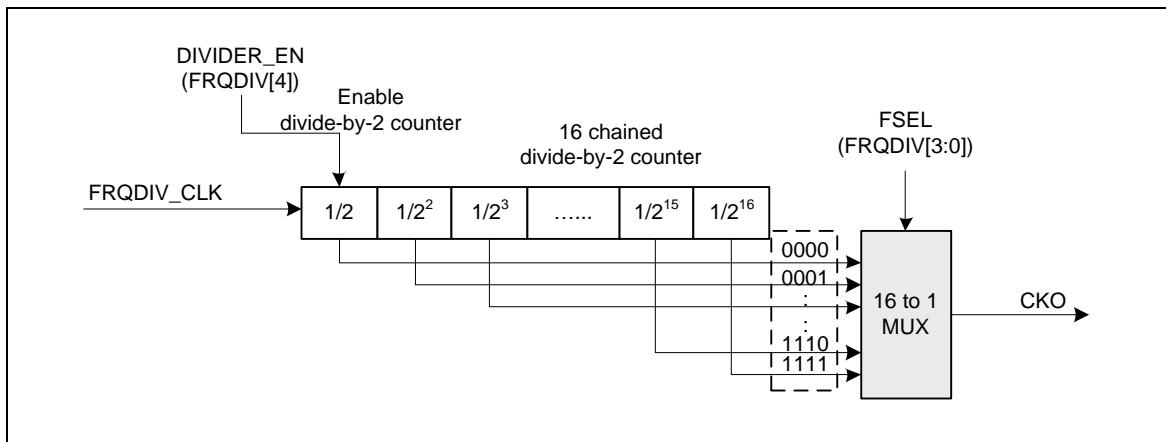 DIVIDER_EN
(FRQDIV[4])
Enable
divide-by-2 counter
16 chained
divide-by-2 counter
FSEL
(FRQDIV[3:0])
FRQDIV_CLK
1/2
1/2²
1/2³
…...
1/2¹⁵
1/2¹⁶
0000
0001
:
:
1110
1111
16 to 1
MUX
CKO